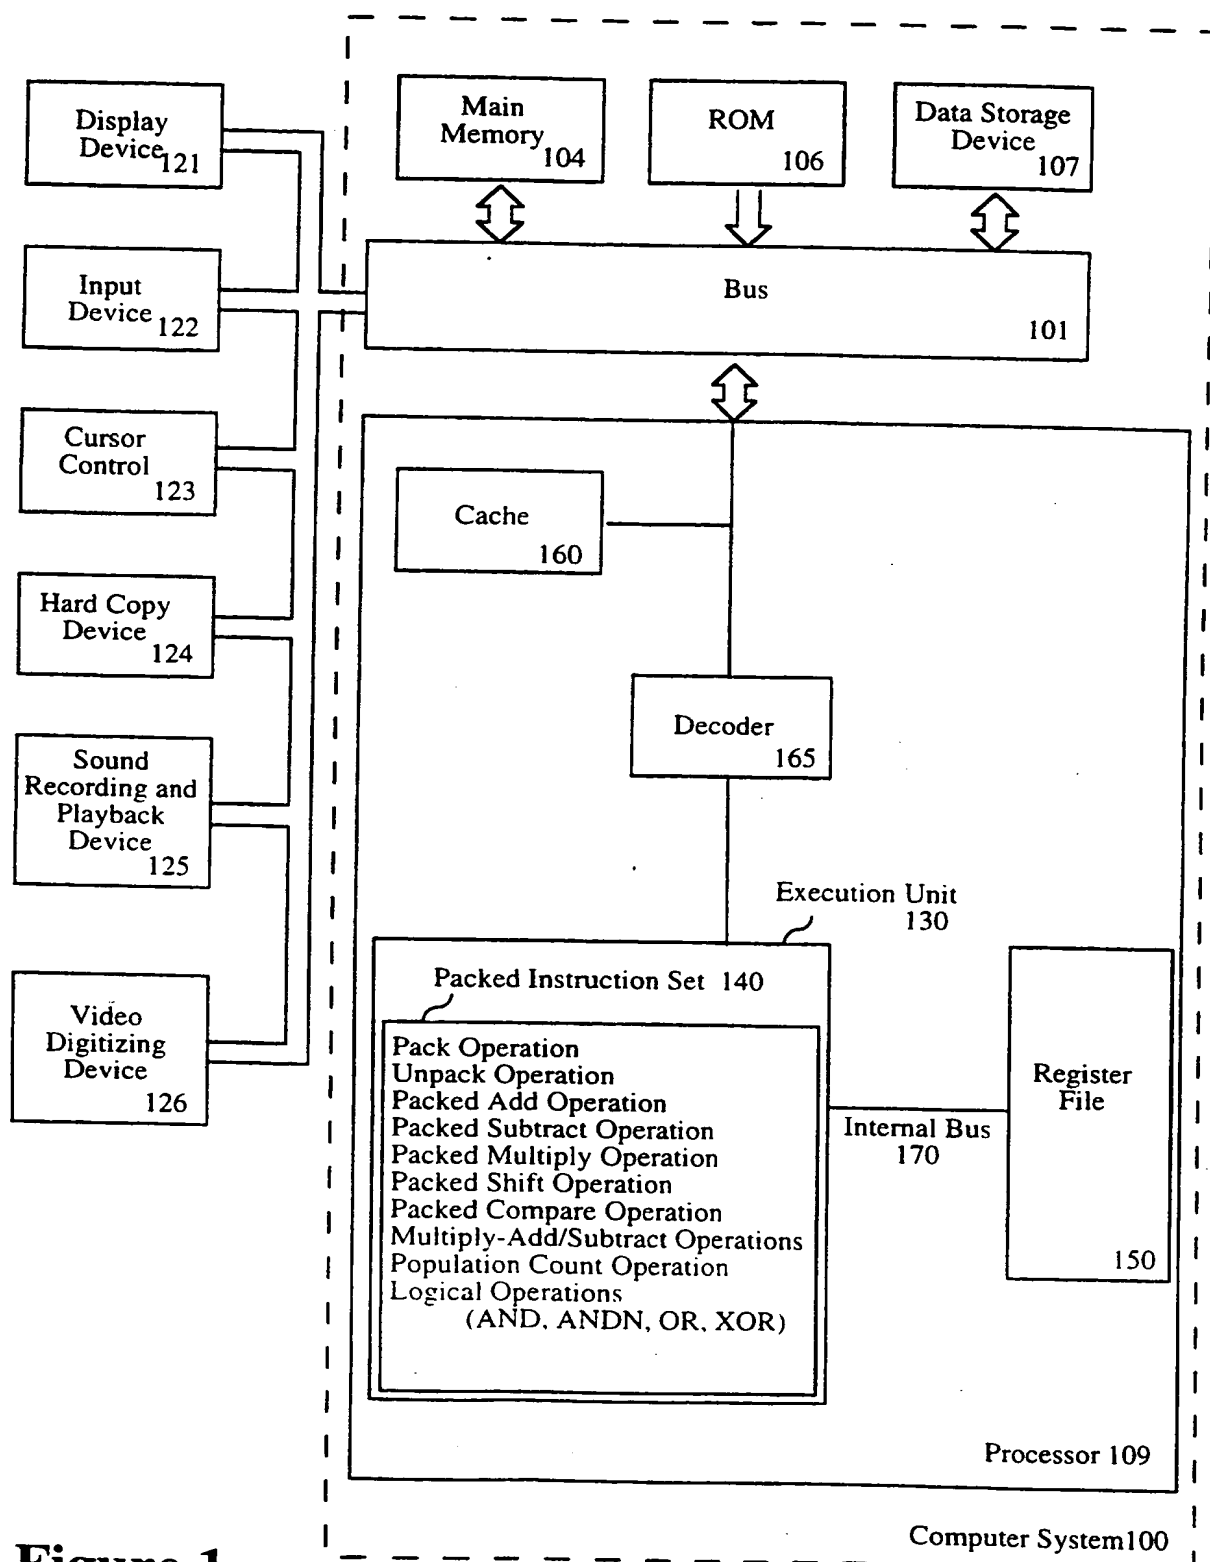 Display
Device
121
Main
Memory
104
ROM
106
Data Storage
Device
107
Input
Device
122
Bus
101
Cursor
Control
123
Cache
160
Hard Copy
Device
124
Decoder
165
Sound
Recording and
Playback
Device
125
Execution Unit
130
Packed Instruction Set 140
Video
Digitizing
Device
126
Pack Operation
Unpack Operation
Packed Add Operation
Packed Subtract Operation
Packed Multiply Operation
Packed Shift Operation
Packed Compare Operation
Multiply-Add/Subtract Operations
Population Count Operation
Logical Operations
(AND, ANDN, OR, XOR)
Internal Bus
170
Register
File
150
Processor 109
Computer System100
Figure 1